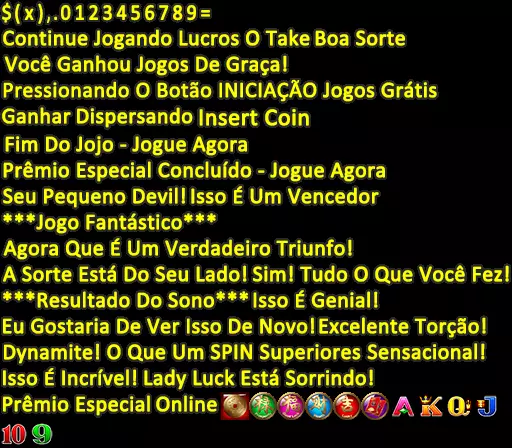 $(x),.0123456789=
Continue Jogando Lucros O Take Boa Sorte
Você Ganhou Jogos De Graça!
Pressionando O Botão INICIAÇÃO Jogos Grátis
Ganhar Dispersando Insert Coin
Fim Do Jojo - Jogue Agora
Prêmio Especial Concluído - Jogue Agora
Seu Pequeno Devil! Isso É Um Vencedor
***Jogo Fantástico***
Agora Que É Um Verdadeiro Triunfo!
A Sorte Está Do Seu Lado! Sim! Tudo O Que Você Fez!
***Resultado Do Sono*** Isso É Genial!
Eu Gostaria De Ver Isso De Novo! Excelente Torção!
Dynamite! O Que Um SPIN Superiores Sensacional!
Isso É Incrível! Lady Luck Está Sorrindo!
Prêmio Especial Online A K Q J
10 9